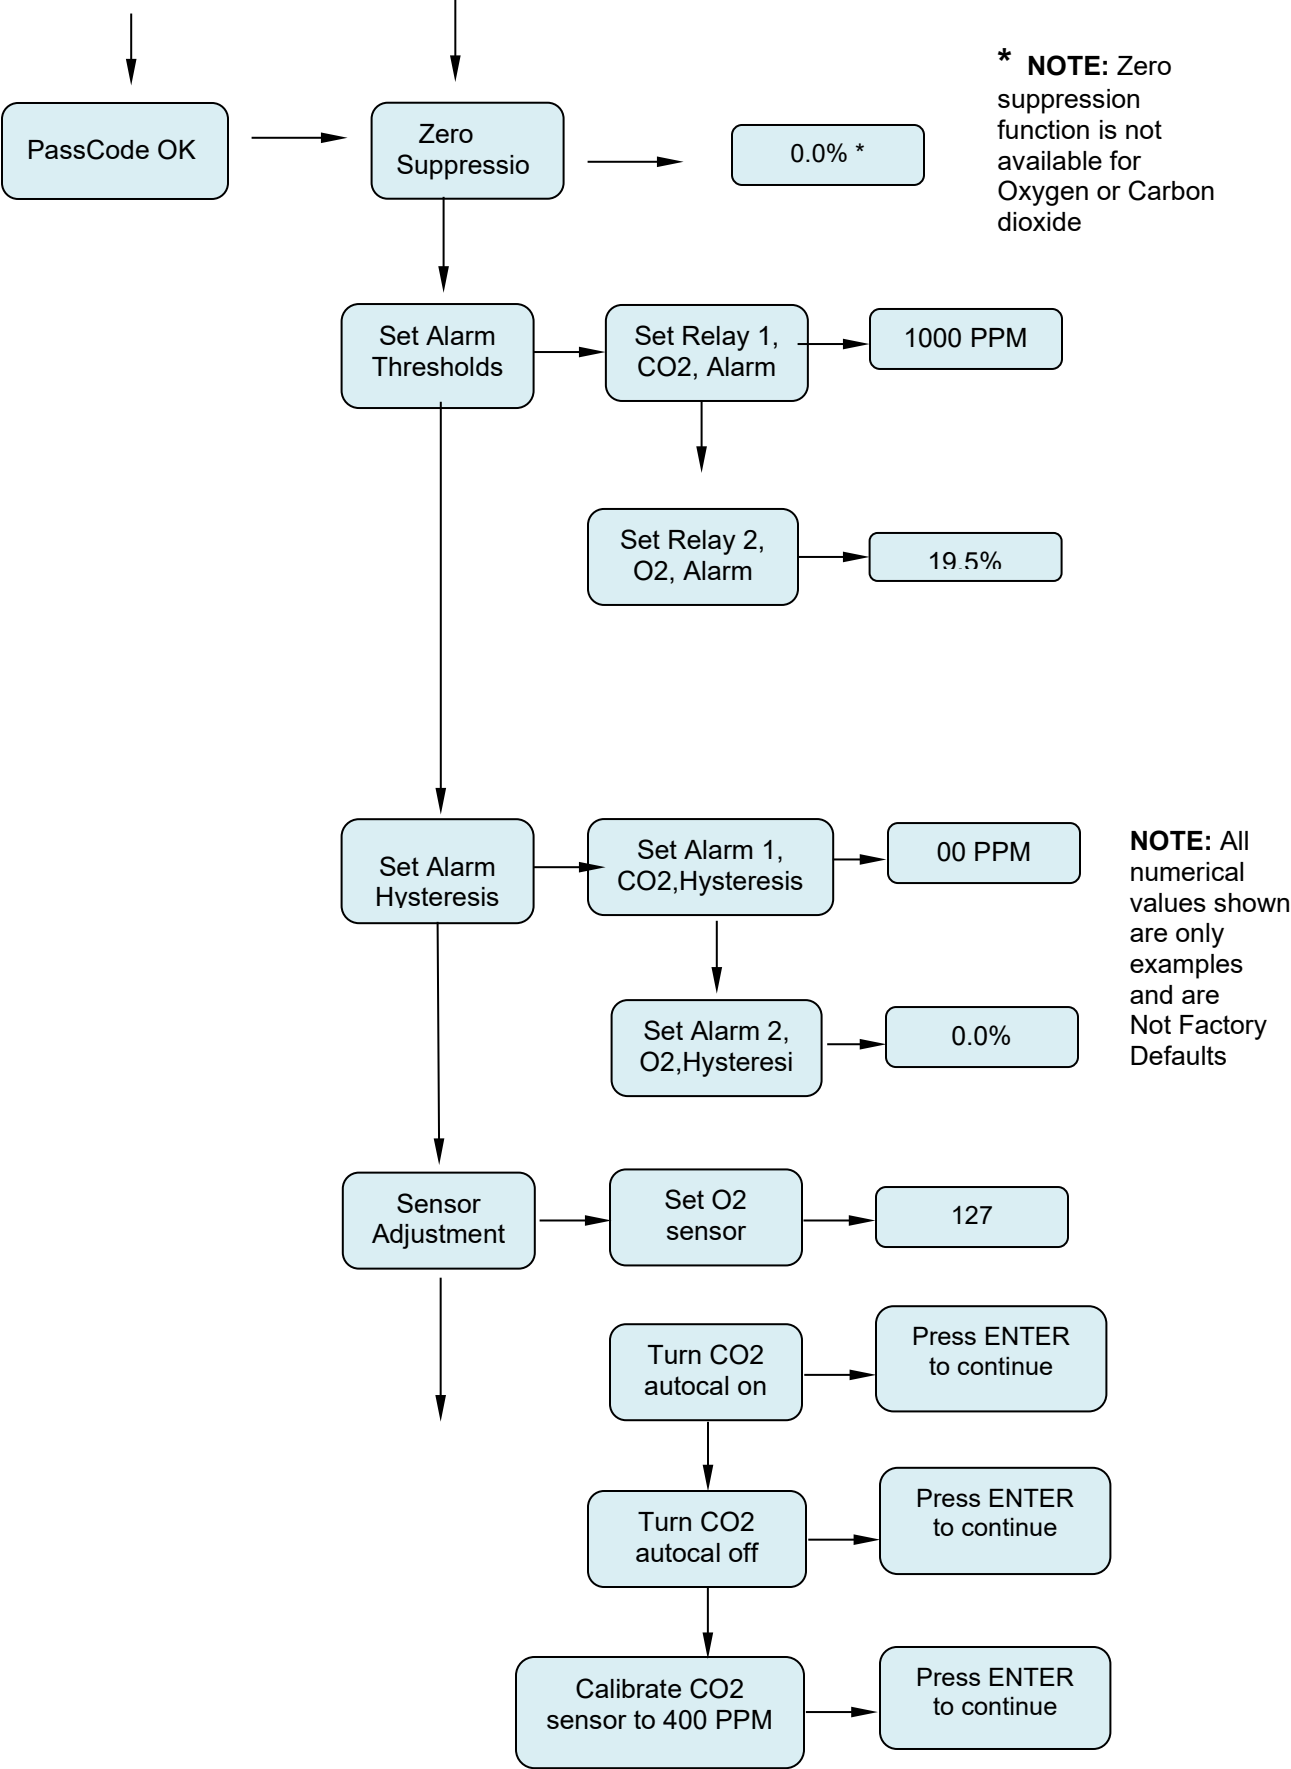 PassCode OK
Zero
Suppressio
0.0% *
* NOTE: Zero
suppression
function is not
available for
Oxygen or Carbon
dioxide
Set Alarm
Thresholds
Set Relay 1,
CO2, Alarm
1000 PPM
Set Relay 2,
O2, Alarm
19.5%
Set Alarm
Hysteresis
Set Alarm 1,
CO2,Hysteresis
00 PPM
NOTE: All
numerical
values shown
are only
examples
and are
Not Factory
Defaults
Set Alarm 2,
O2,Hysteresi
0.0%
Sensor
Adjustment
Set O2
sensor
127
Turn CO2
autocal on
Press ENTER
to continue
Turn CO2
autocal off
Press ENTER
to continue
Calibrate CO2
sensor to 400 PPM
Press ENTER
to continue